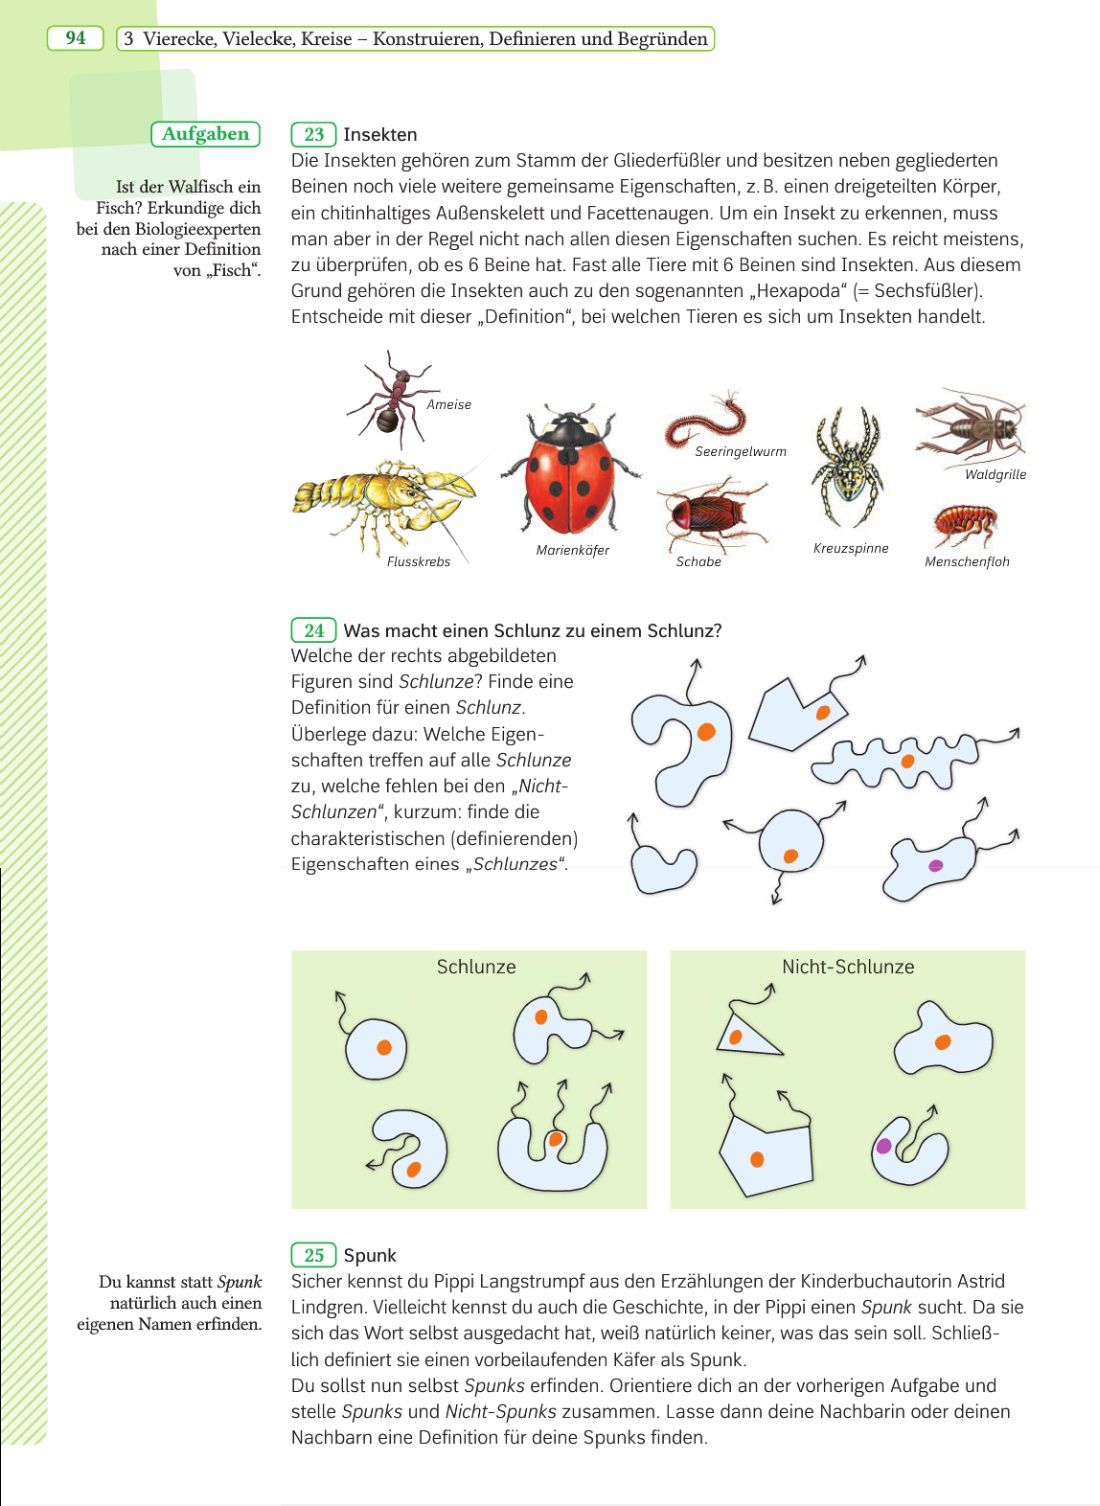 94
3 Vierecke, Vielecke, Kreise – Konstruieren, Definieren und Begründen
Aufgaben
Ist der Walfisch ein
Fisch? Erkundige dich
bei den Biologieexperten
nach einer Definition
von „Fisch“.
23 Insekten
Die Insekten gehören zum Stamm der Gliederfüßler und besitzen neben gegliederten
Beinen noch viele weitere gemeinsame Eigenschaften, z. B. einen dreigeteilten Körper,
ein chitinhaltiges Außenskelett und Facettenaugen. Um ein Insekt zu erkennen, muss
man aber in der Regel nicht nach allen diesen Eigenschaften suchen. Es reicht meistens,
zu überprüfen, ob es 6 Beine hat. Fast alle Tiere mit 6 Beinen sind Insekten. Aus diesem
Grund gehören die Insekten auch zu den sogenannten „Hexapoda“ (= Sechsfüßler).
Entscheide mit dieser „Definition“, bei welchen Tieren es sich um Insekten handelt.
Ameise
Seeringelwurm
Waldgrille
Flusskrebs
Marienkäfer
Schabe
Kreuzspinne
Menschenfloh
24 Was macht einen Schlunz zu einem Schlunz?
Welche der rechts abgebildeten
Figuren sind Schlunze? Finde eine
Definition für einen Schlunz.
Überlege dazu: Welche Eigen-
schaften treffen auf alle Schlunze
zu, welche fehlen bei den „Nicht-
Schlunzen“, kurzum: finde die
charakteristischen (definierenden)
Eigenschaften eines „Schlunzes“.
Schlunze
Nicht-Schlunze
Du kannst statt Spunk
natürlich auch einen
eigenen Namen erfinden.
25 Spunk
Sicher kennst du Pippi Langstrumpf aus den Erzählungen der Kinderbuchautorin Astrid
Lindgren. Vielleicht kennst du auch die Geschichte, in der Pippi einen Spunk sucht. Da sie
sich das Wort selbst ausgedacht hat, weiß natürlich keiner, was das sein soll. Schließ-
lich definiert sie einen vorbeilaufenden Käfer als Spunk.
Du sollst nun selbst Spunks erfinden. Orientiere dich an der vorherigen Aufgabe und
stelle Spunks und Nicht-Spunks zusammen. Lasse dann deine Nachbarin oder deinen
Nachbarn eine Definition für deine Spunks finden.